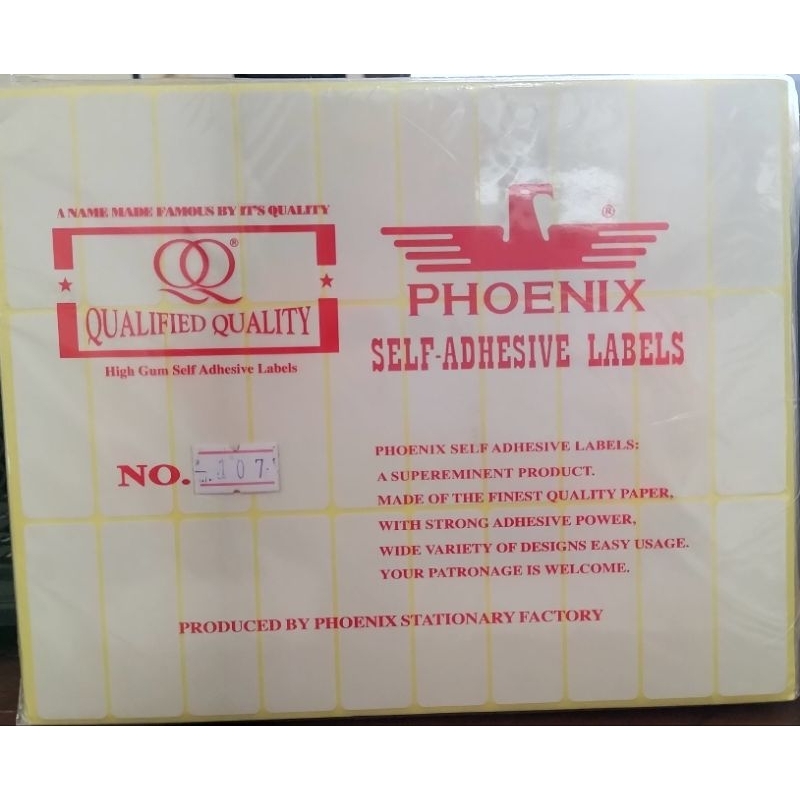 A NAME MADE FAMOUS BY IT'S QUALITY
QQ®
QUALIFIED QUALITY
High Gum Self Adhesive Labels
®
PHOENIX
SELF-ADHESIVE LABELS
NO. 107
PHOENIX SELF ADHESIVE LABELS:
A SUPEREMINENT PRODUCT.
MADE OF THE FINEST QUALITY PAPER,
WITH STRONG ADHESIVE POWER,
WIDE VARIETY OF DESIGNS EASY USAGE.
YOUR PATRONAGE IS WELCOME.
PRODUCED BY PHOENIX STATIONARY FACTORY